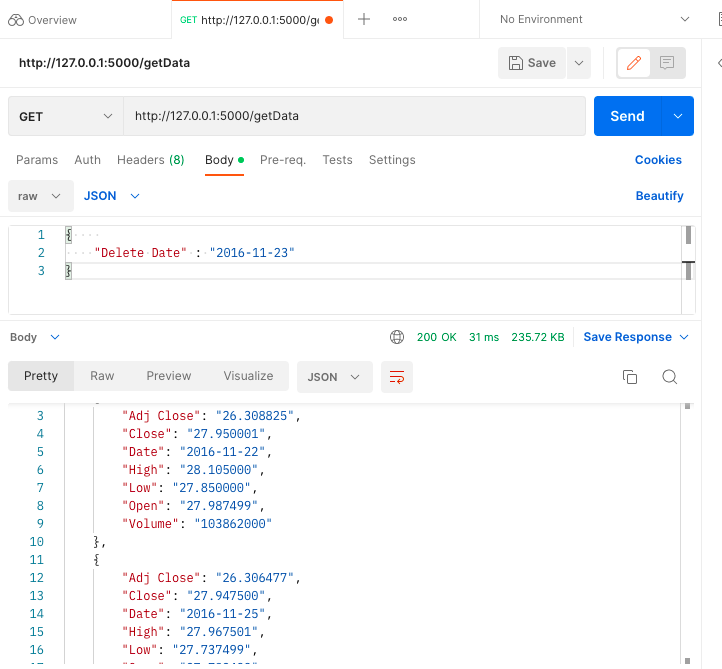 Overview
GET http://127.0.0.1:5000/ge
No Environment
http://127.0.0.1:5000/getData
Save
GET
http://127.0.0.1:5000/getData
Send
Params Auth Headers (8) Body Pre-req. Tests Settings
Cookies
raw JSON
Beautify
1 {
2 "Delete Date" : "2016-11-23"
3 }
Body
200 OK 31 ms 235.72 KB Save Response
Pretty Raw Preview Visualize JSON
3 "Adj Close": "26.308825",
4 "Close": "27.950001",
5 "Date": "2016-11-22",
6 "High": "28.105000",
7 "Low": "27.850000",
8 "Open": "27.987499",
9 "Volume": "103862000"
10 },
11 {
12 "Adj Close": "26.306477",
13 "Close": "27.947500",
14 "Date": "2016-11-25",
15 "High": "27.967501",
16 "Low": "27.737499",